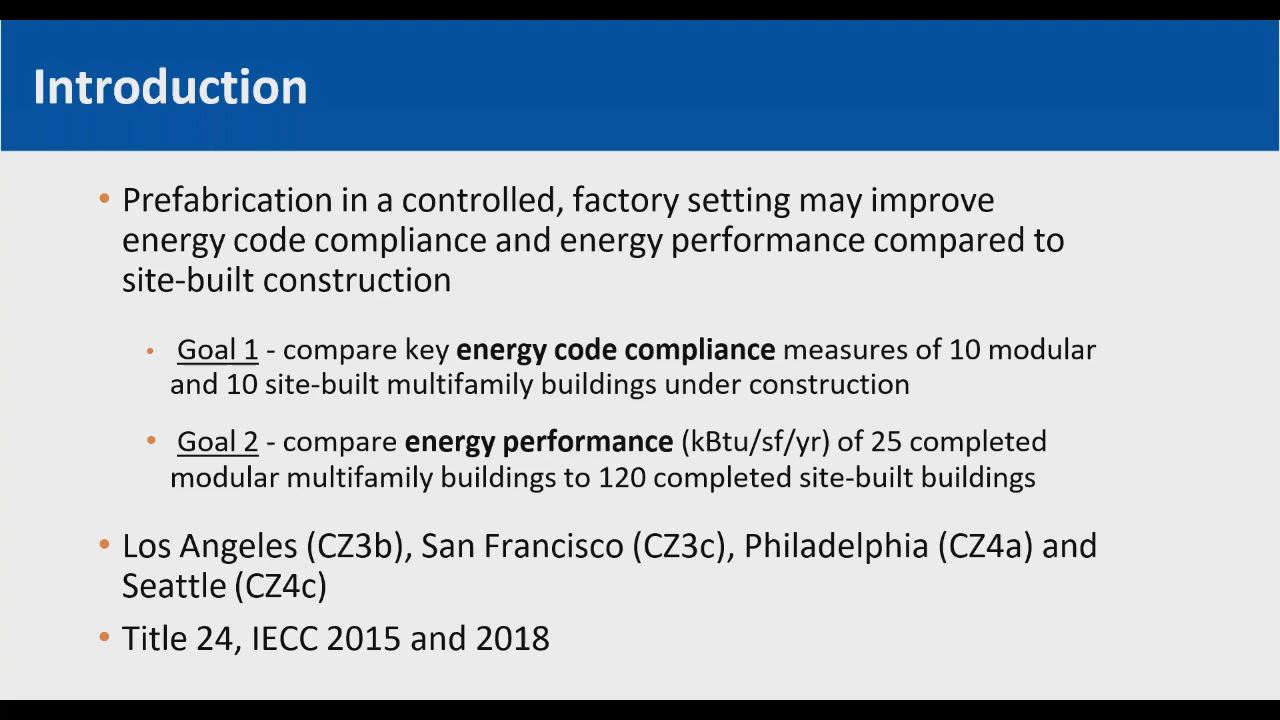 Introduction
• Prefabrication in a controlled, factory setting may improve
energy code compliance and energy performance compared to
site-built construction
• Goal 1 - compare key energy code compliance measures of 10 modular
and 10 site-built multifamily buildings under construction
• Goal 2 - compare energy performance (kBtu/sf/yr) of 25 completed
modular multifamily buildings to 120 completed site-built buildings
• Los Angeles (CZ3b), San Francisco (CZ3c), Philadelphia (CZ4a) and
Seattle (CZ4c)
• Title 24, IECC 2015 and 2018